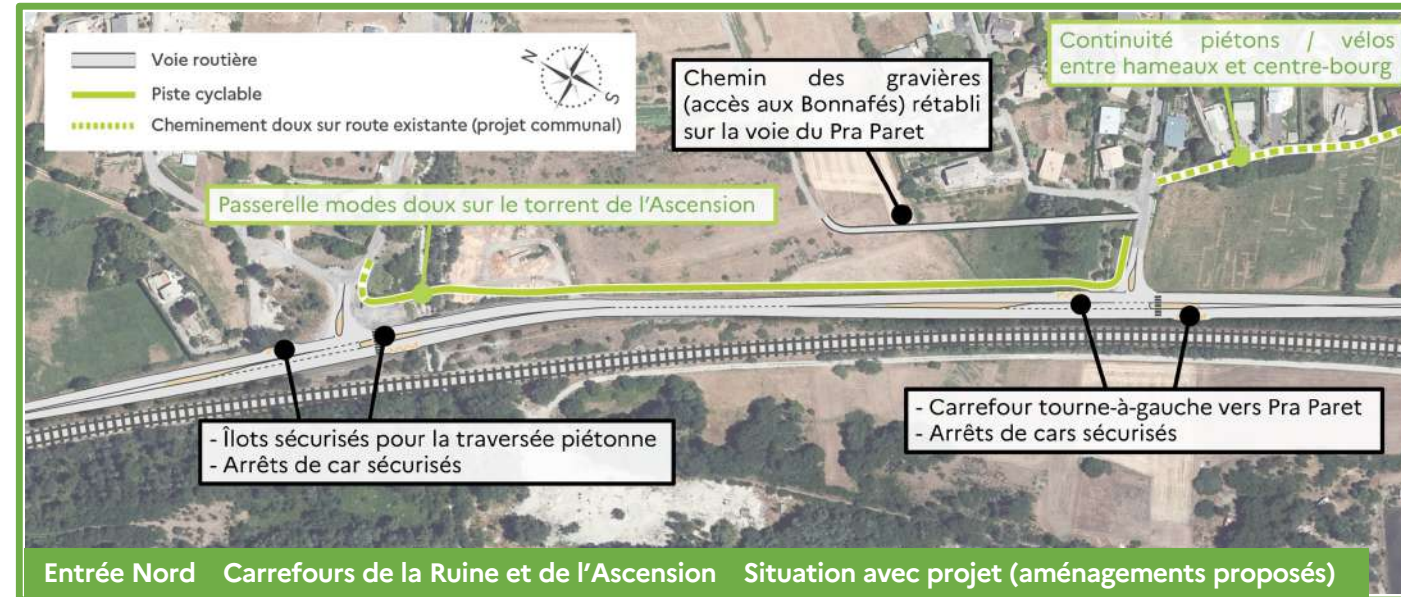 Voie routière
Piste cyclable
Cheminement doux sur route existante (projet communal)
N
S
Continuité piétons / vélos
entre hameaux et centre-bourg
Chemin des gravières
(accès aux Bonnafés) rétabli
sur la voie du Pra Paret
Passerelle modes doux sur le torrent de l'Ascension
- Îlots sécurisés pour la traversée piétonne
- Arrêts de car sécurisés
- Carrefour tourne-à-gauche vers Pra Paret
- Arrêts de cars sécurisés
Entrée Nord Carrefours de la Ruine et de l'Ascension Situation avec projet (aménagements proposés)